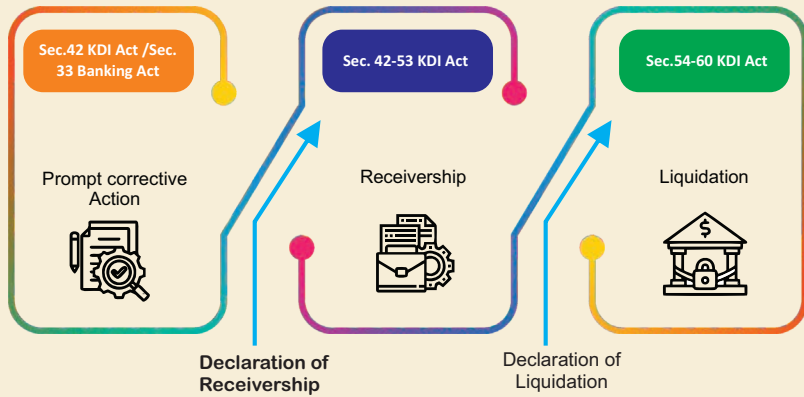 Sec.42 KDI Act /Sec.
33 Banking Act
Sec. 42-53 KDI Act
Sec.54-60 KDI Act
Prompt corrective
Action
Receivership
Liquidation
$
Declaration of
Receivership
Declaration of
Liquidation